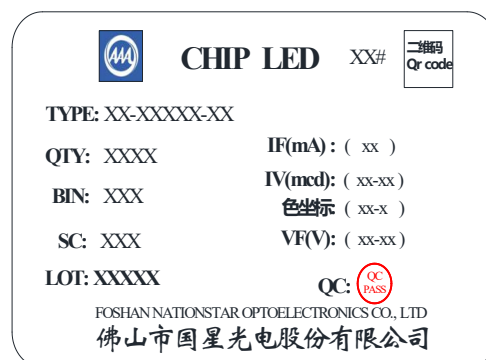 AAA CHIP LED XX# 二维码
Qr code
TYPE: XX-XXXXX-XX
QTY: XXXX
IF(mA) : ( xx )
BIN: XXX
IV(mcd): ( xx-xx )
色坐标: ( xx-x )
SC: XXX
VF(V): ( xx-xx )
LOT: XXXXX
QC: QC
PASS
FOSHAN NATIONSTAR OPTOELECTRONICS CO., LTD
佛山市国星光电股份有限公司